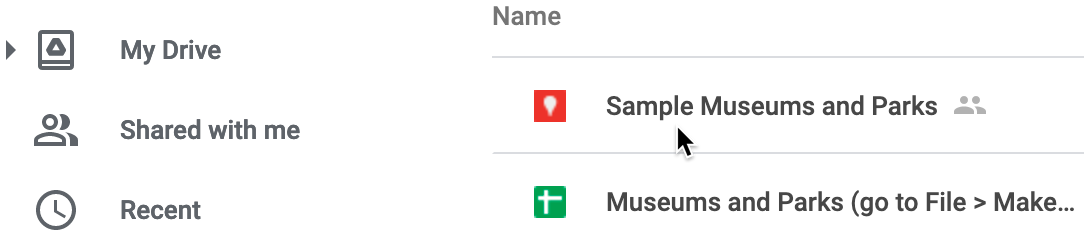 My Drive
Shared with me
Recent
Name
Sample Museums and Parks
Museums and Parks (go to File > Make...